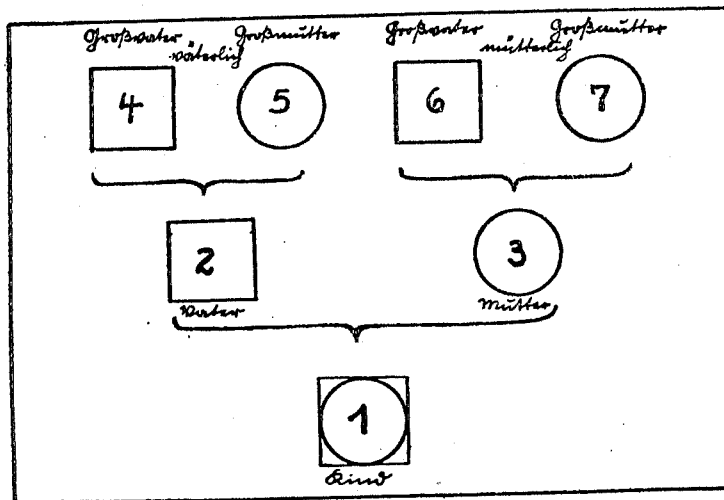 Großvater Großmutter Großvater Großmutter
väterlich mütterlich
4 5 6 7
2 3
Vater Mutter
1
Kind